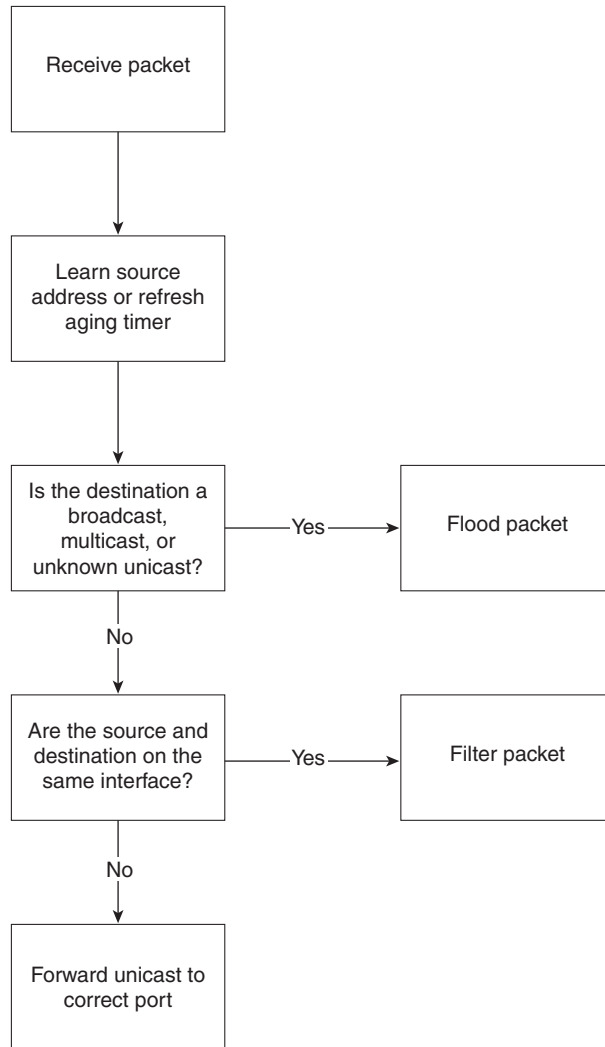 Receive packet
Learn source
address or refresh
aging timer
Is the destination a
broadcast,
multicast, or
unknown unicast?
Yes
Flood packet
No
Are the source and
destination on the
same interface?
Yes
Filter packet
No
Forward unicast to
correct port